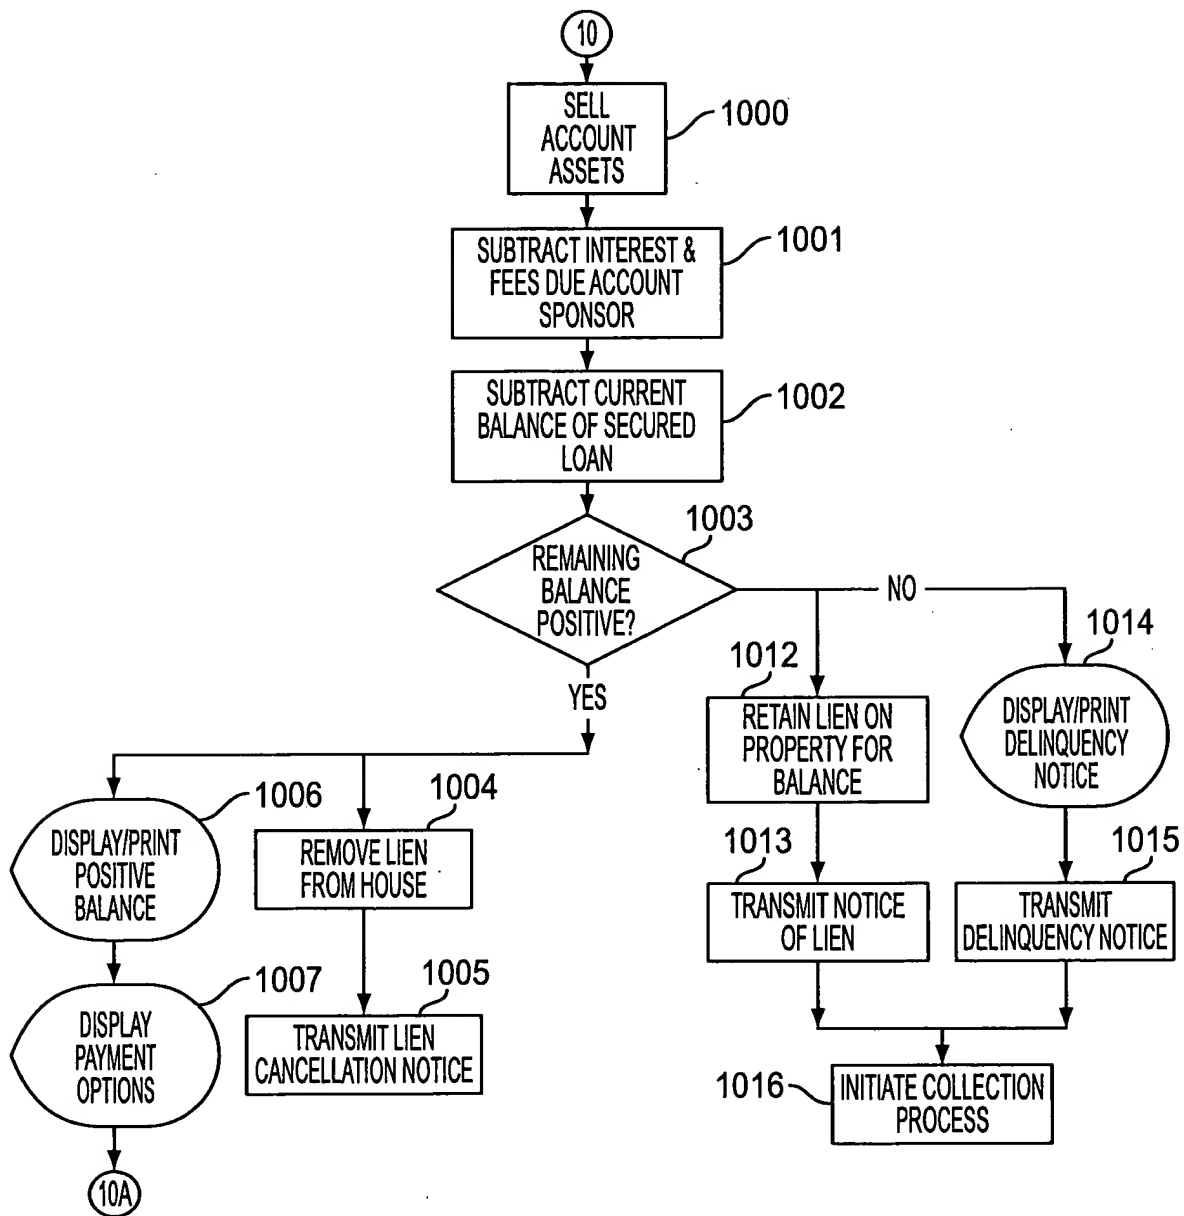 10
SELL
ACCOUNT
ASSETS
1000
SUBTRACT INTEREST &
FEES DUE ACCOUNT
SPONSOR
1001
SUBTRACT CURRENT
BALANCE OF SECURED
LOAN
1002
REMAINING
BALANCE
POSITIVE?
1003
NO
YES
1006
DISPLAY/PRINT
POSITIVE
BALANCE
1004
REMOVE LIEN
FROM HOUSE
1012
RETAIN LIEN ON
PROPERTY FOR
BALANCE
1014
DISPLAY/PRINT
DELINQUENCY
NOTICE
1007
DISPLAY
PAYMENT
OPTIONS
1005
TRANSMIT LIEN
CANCELLATION NOTICE
1013
TRANSMIT NOTICE
OF LIEN
1015
TRANSMIT
DELINQUENCY NOTICE
1016
INITIATE COLLECTION
PROCESS
10A